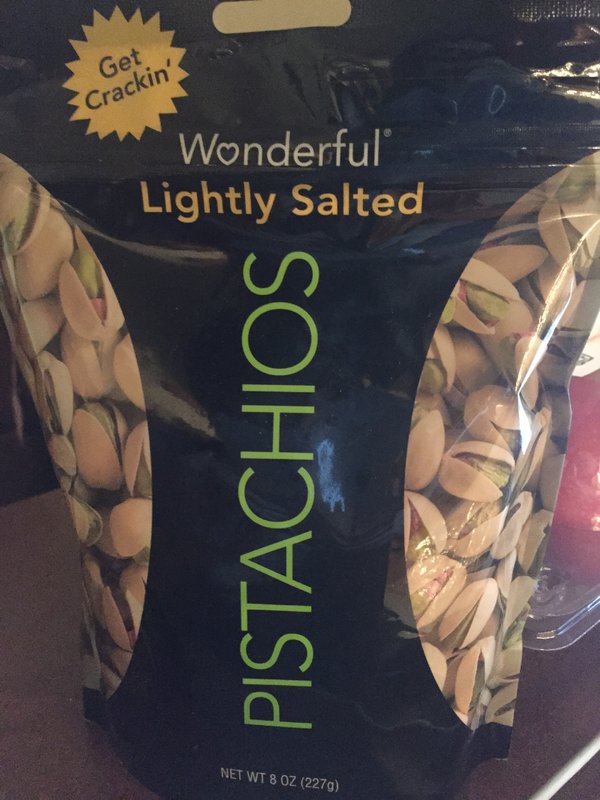 Get
Crackin'
Wonderful®
Lightly Salted
PISTACHIOS
NET WT 8 OZ (227g)